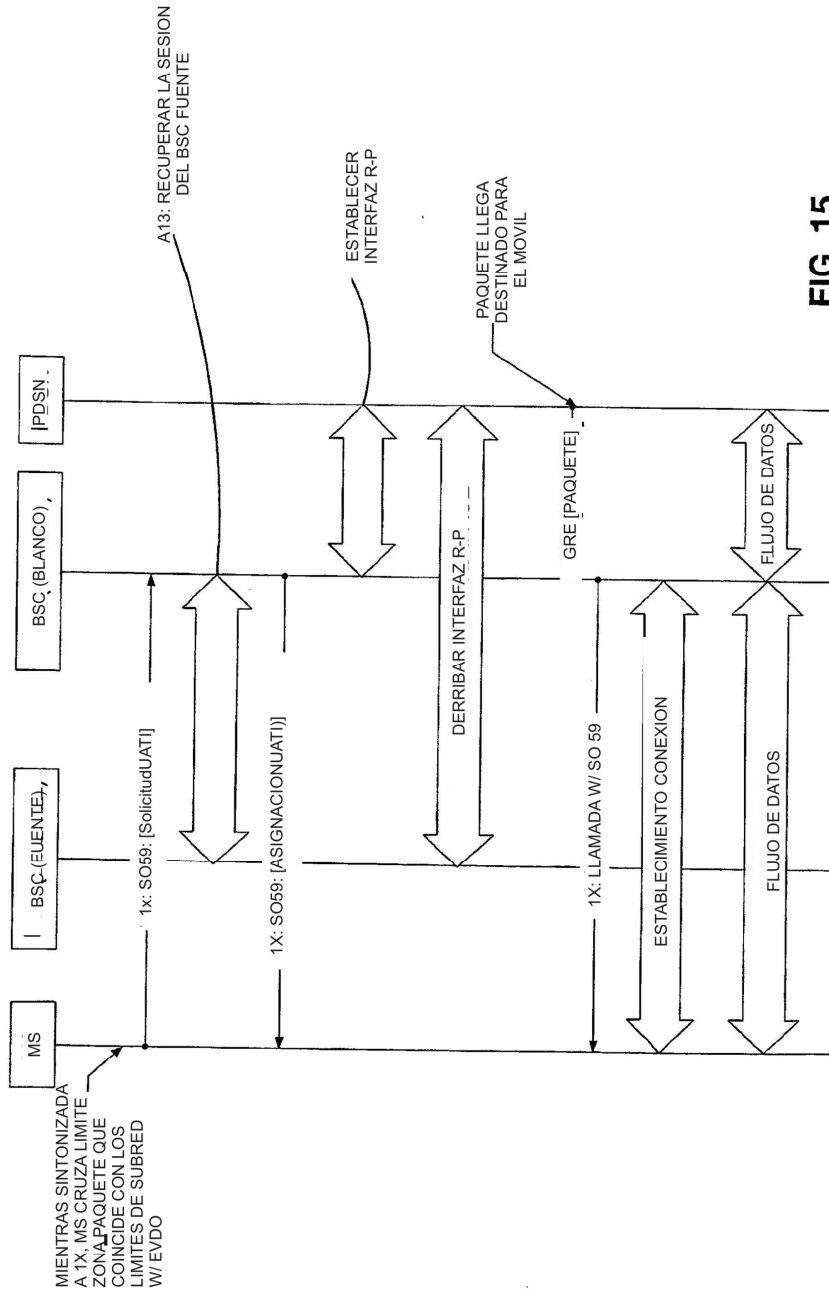 MS
BSC (FUENTE)
BSC (BLANCO)
PDSN
MIENTRAS SINTONIZADA
A 1X, MS CRUZA LIMITE
ZONA PAQUETE QUE
COINCIDE CON LOS
LIMITES DE SUBRED
W/ EVDO
1x: SO59: [SolicitudUATI]
A13: RECUPERAR LA SESION
DEL BSC FUENTE
1X: SO59: [ASIGNACIONUATI)]
ESTABLECER
INTERFAZ R-P
DERRIBAR INTERFAZ R-P
PAQUETE LLEGA
DESTINADO PARA
EL MOVIL
GRE [PAQUETE]
1X: LLAMADA W/ SO 59
ESTABLECIMIENTO CONEXION
FLUJO DE DATOS
FLUJO DE DATOS
FIG. 15